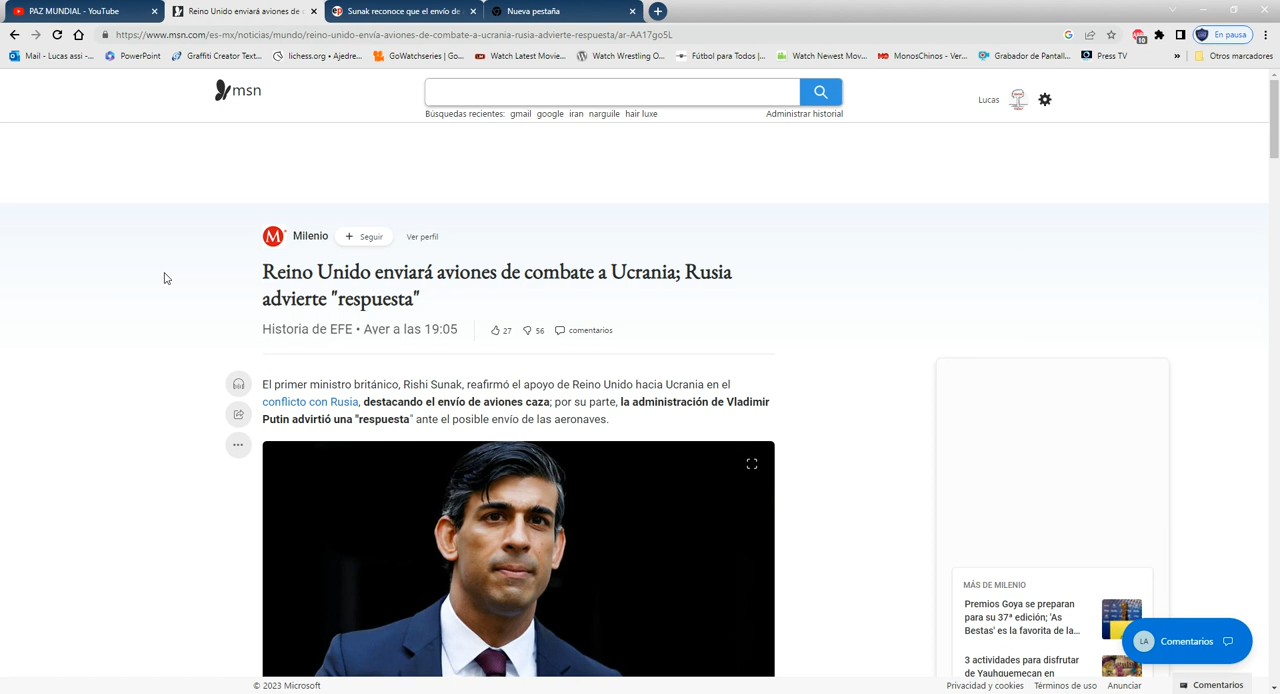 PAZ MUNDIAL - YouTube
Reino Unido enviará aviones de c
Sunak reconoce que el envío de a
Nueva pestaña
https://www.msn.com/es-mx/noticias/mundo/reino-unido-envía-aviones-de-combate-a-ucrania-rusia-advierte-respuesta/ar-AA17go5L
10
En pausa
Mail - Lucas assi -...
PowerPoint
Graffiti Creator Text...
lichess.org • Ajedre...
GoWatchseries | Go...
Watch Latest Movie...
Watch Wrestling O...
Fútbol para Todos |...
Watch Newest Mov...
MonosChinos - Ver...
Grabador de Pantall...
Press TV
»
Otros marcadores
msn
Búsquedas recientes: gmail google iran narguile hair luxe
Administrar historial
Lucas
M Milenio
+ Seguir
Ver perfil
Reino Unido enviará aviones de combate a Ucrania; Rusia
advierte "respuesta"
Historia de EFE • Ayer a las 19:05
27
56
comentarios
El primer ministro británico, Rishi Sunak, reafirmó el apoyo de Reino Unido hacia Ucrania en el
conflicto con Rusia, destacando el envío de aviones caza; por su parte, la administración de Vladimir
Putin advirtió una "respuesta" ante el posible envío de las aeronaves.
MÁS DE MILENIO
Premios Goya se preparan
para su 37ª edición; 'As
Bestas' es la favorita de la...
3 actividades para disfrutar
de Yauhquemecan en
LA Comentarios
© 2023 Microsoft
Privacidad y cookies
Términos de uso
Anunciar
Comentarios